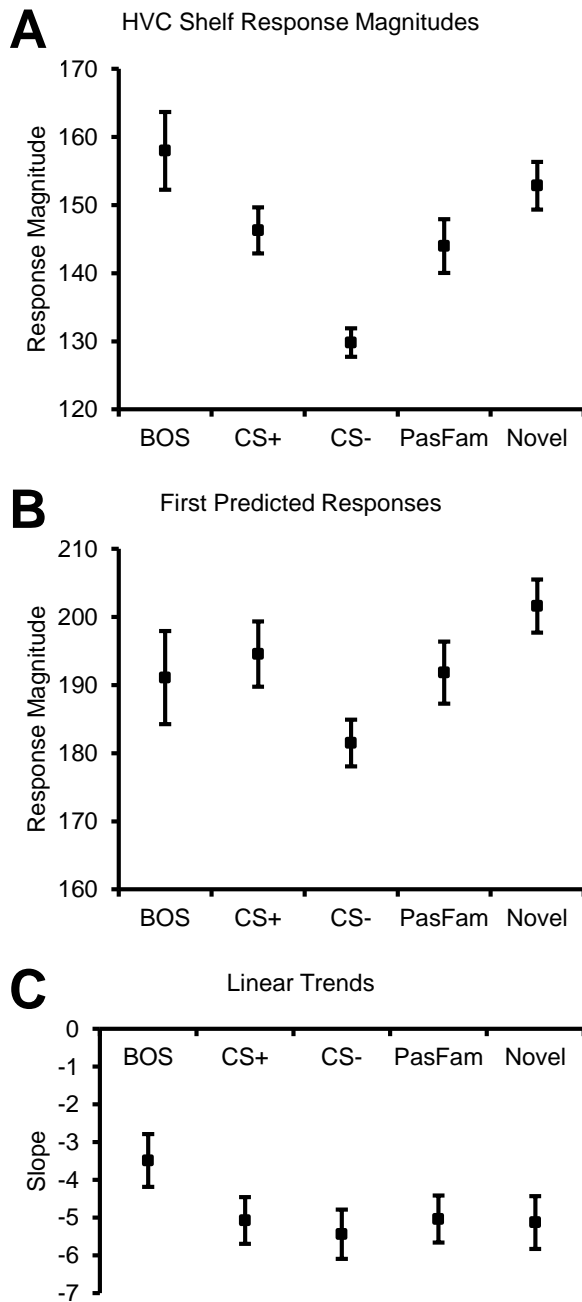 A
HVC Shelf Response Magnitudes
Response Magnitude
170
160
150
140
130
120
BOS CS+ CS- PasFam Novel
B
First Predicted Responses
Response Magnitude
210
200
190
180
170
160
BOS CS+ CS- PasFam Novel
C
Linear Trends
Slope
0
BOS CS+ CS- PasFam Novel
-1
-2
-3
-4
-5
-6
-7